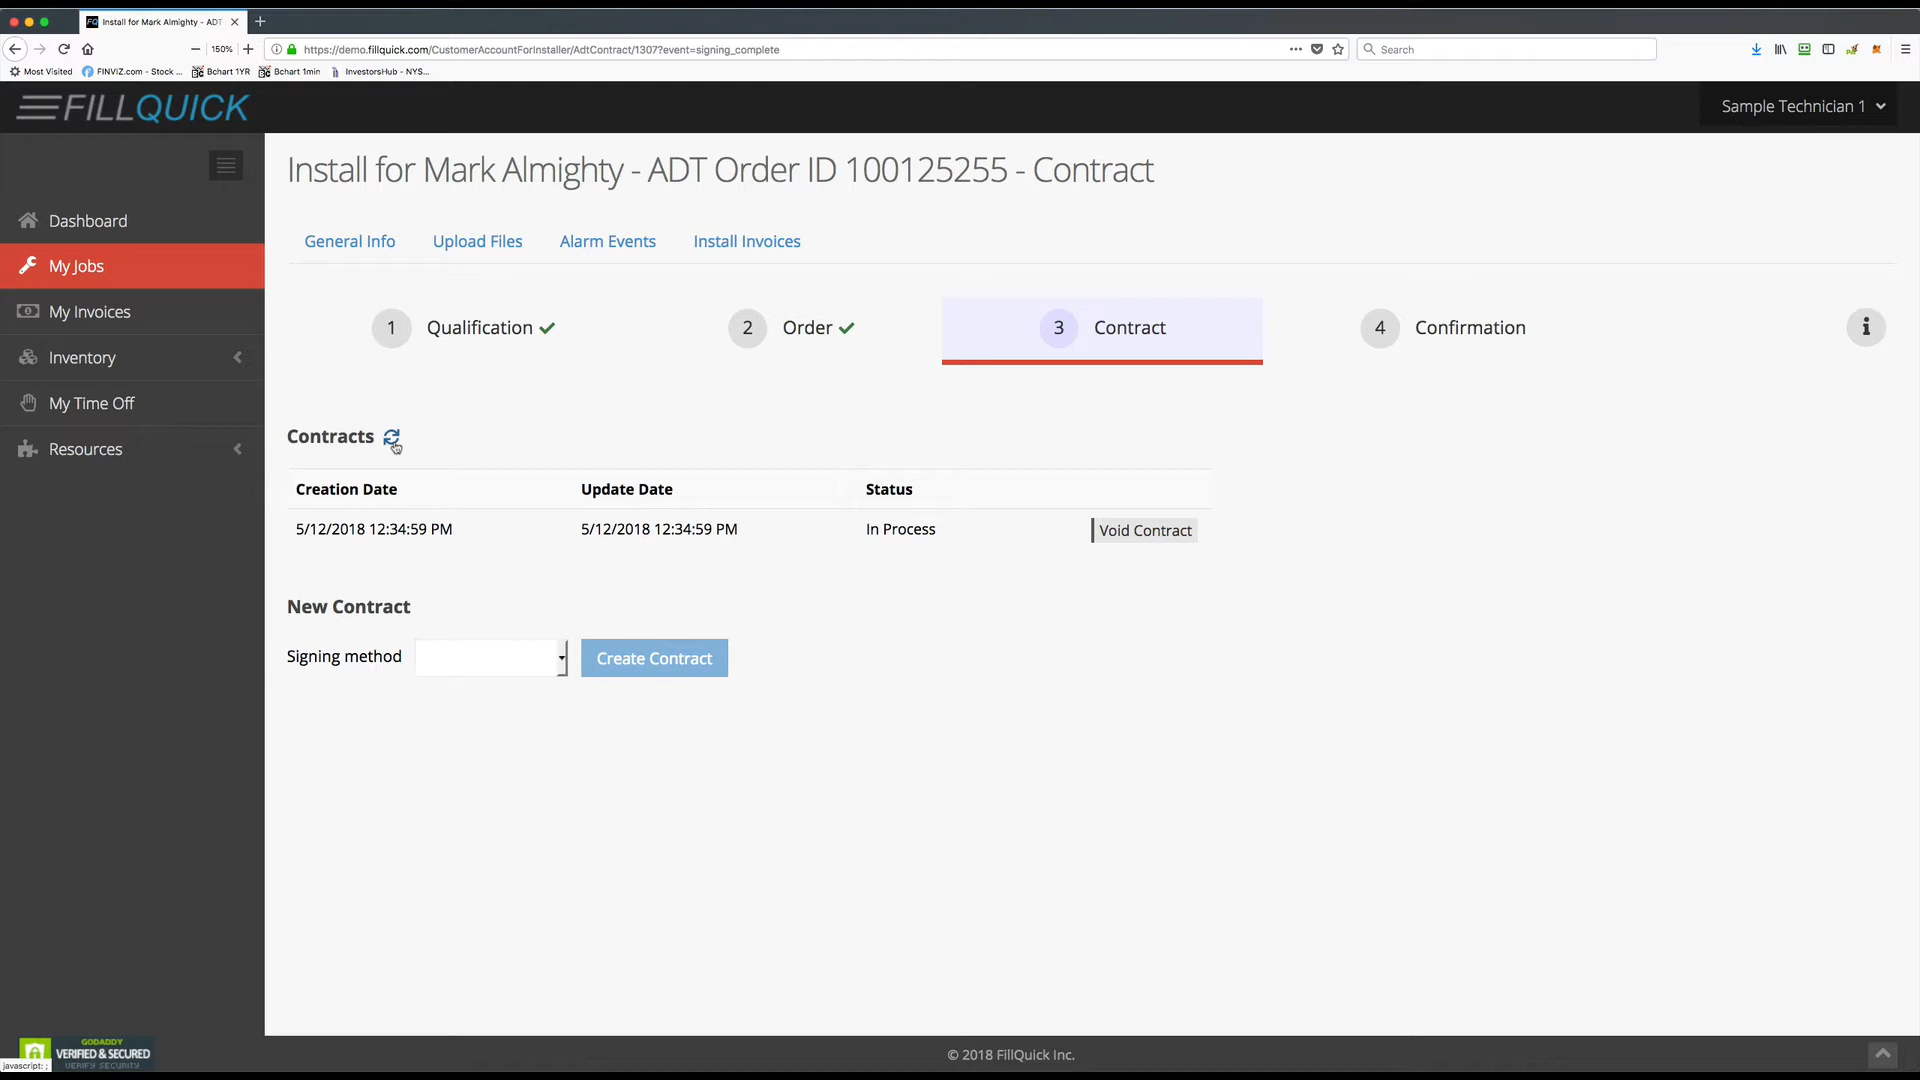 Install for Mark Almighty - ADT
150%
https://demo.fillquick.com/CustomerAccountForInstaller/AdtContract/1307?event=signing_complete
Search
Most Visited
FINVIZ.com - Stock ...
Bchart 1YR
Bchart 1min
InvestorsHub - NYS...
FILLQUICK
Sample Technician 1
Install for Mark Almighty - ADT Order ID 100125255 - Contract
Dashboard
My Jobs
My Invoices
Inventory
My Time Off
Resources
General Info
Upload Files
Alarm Events
Install Invoices
1 Qualification
2 Order
3 Contract
4 Confirmation
Contracts
Creation Date Update Date Status
5/12/2018 12:34:59 PM 5/12/2018 12:34:59 PM In Process Void Contract
New Contract
Signing method
Create Contract
GODADDY
VERIFIED & SECURED
VERIFY SECURITY
javascript: ;
© 2018 FillQuick Inc.